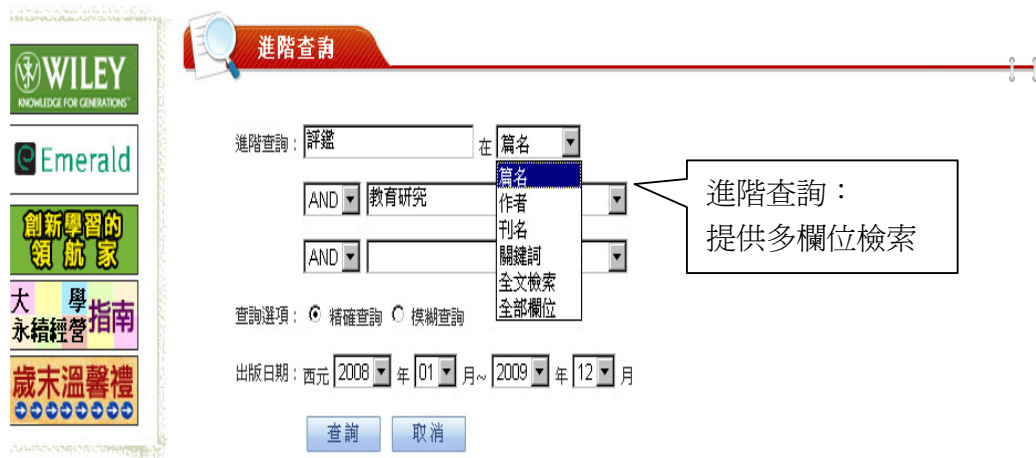 WILEY
KNOWLEDGE FOR GENERATIONS™
Emerald
創新學習的
領航家
大學
永續經營指南
歲末溫馨禮
進階查詢
進階查詢：評鑑 在 篇名
篇名
作者
刊名
關鍵詞
全文檢索
全部欄位
AND 教育研究
AND
查詢選項： 精確查詢 模糊查詢
出版日期：西元 2008 年 01 月~ 2009 年 12 月
查詢 取消
進階查詢：
提供多欄位檢索